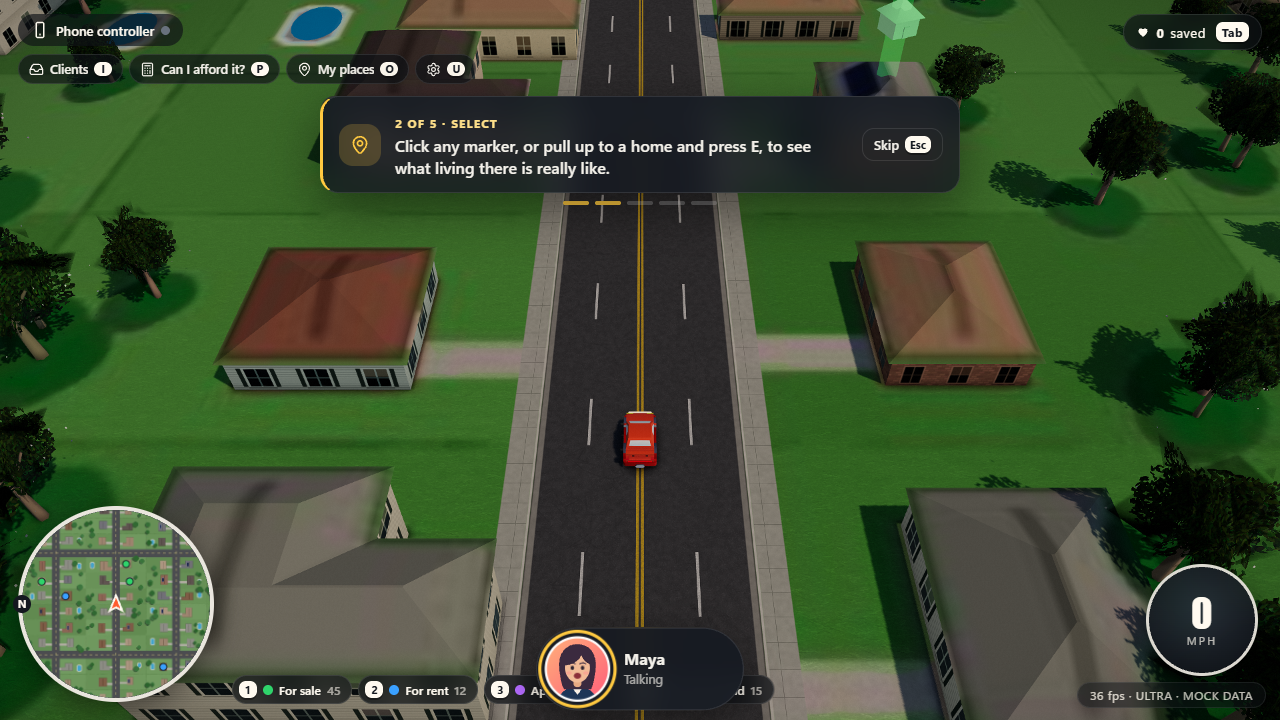 Phone controller
0 saved Tab
Clients I
Can I afford it? P
My places O
U
2 OF 5 · SELECT
Click any marker, or pull up to a home and press E, to see
what living there is really like.
Skip Esc
N
0
MPH
Maya
Talking
1 For sale 45
2 For rent 12
3
15
36 fps · ULTRA · MOCK DATA